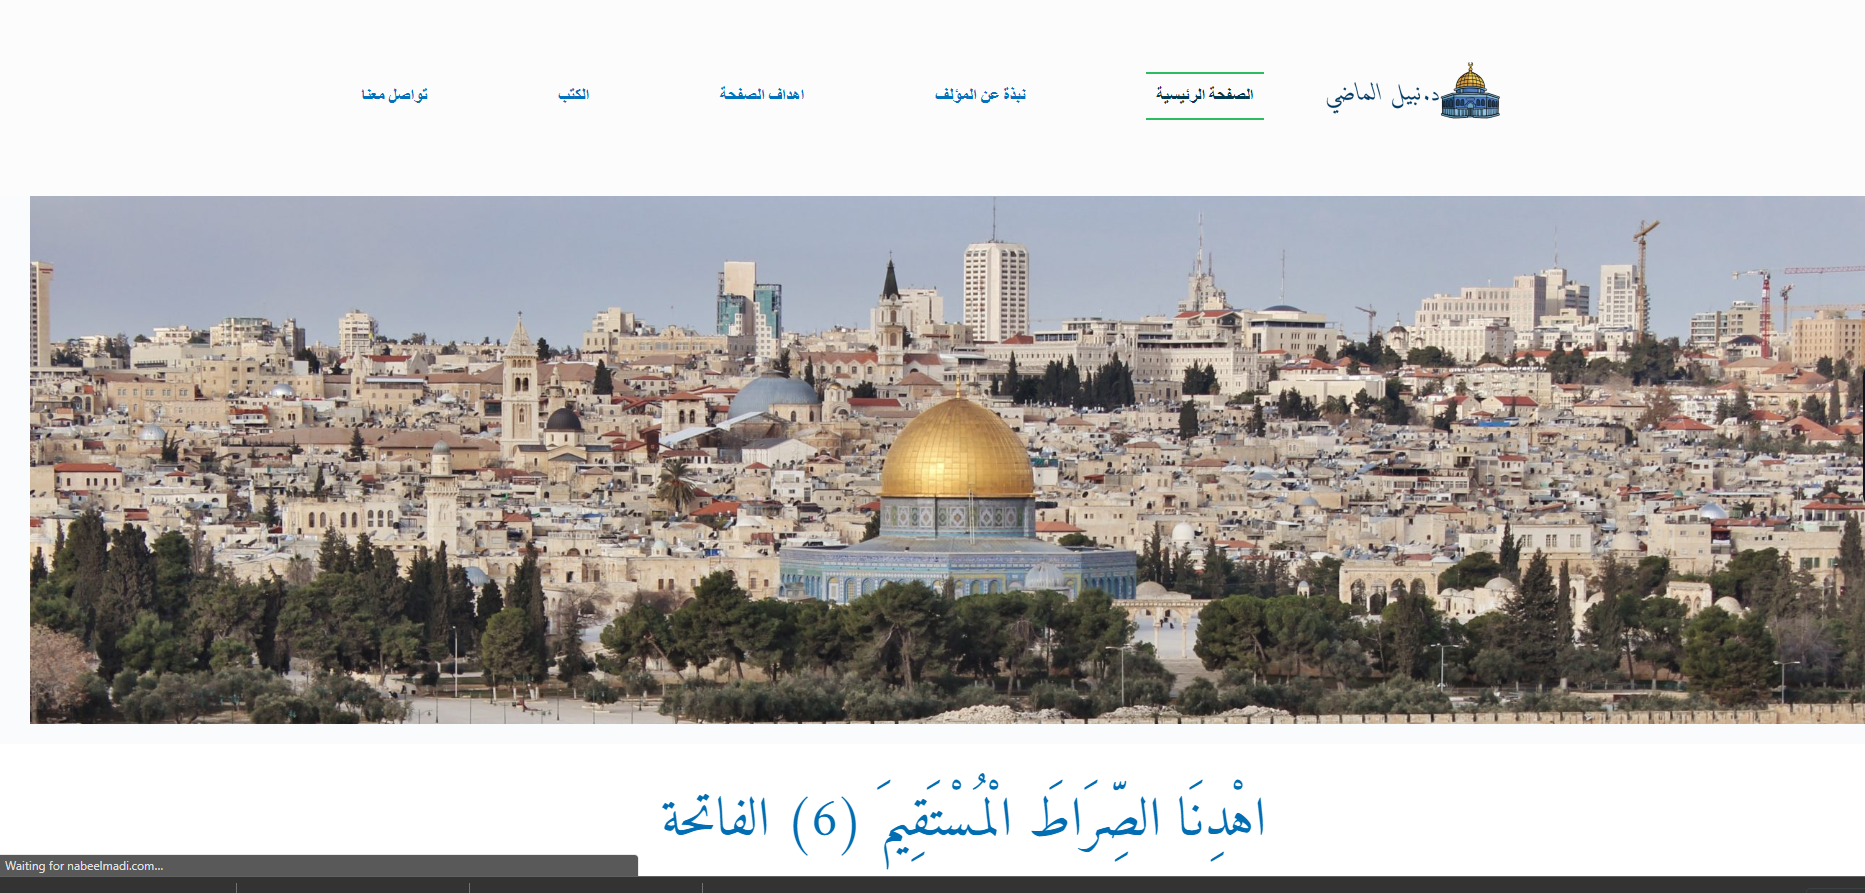 د.نبيل الماضي
الصفحة الرئيسية
نبذة عن المؤلف
اهداف الصفحة
الكتب
تواصل معنا
اهْدِنَا الصِّرَاطَ الْمُسْتَقِيمَ (6) الفاتحة
Waiting for nabeelmadi.com...